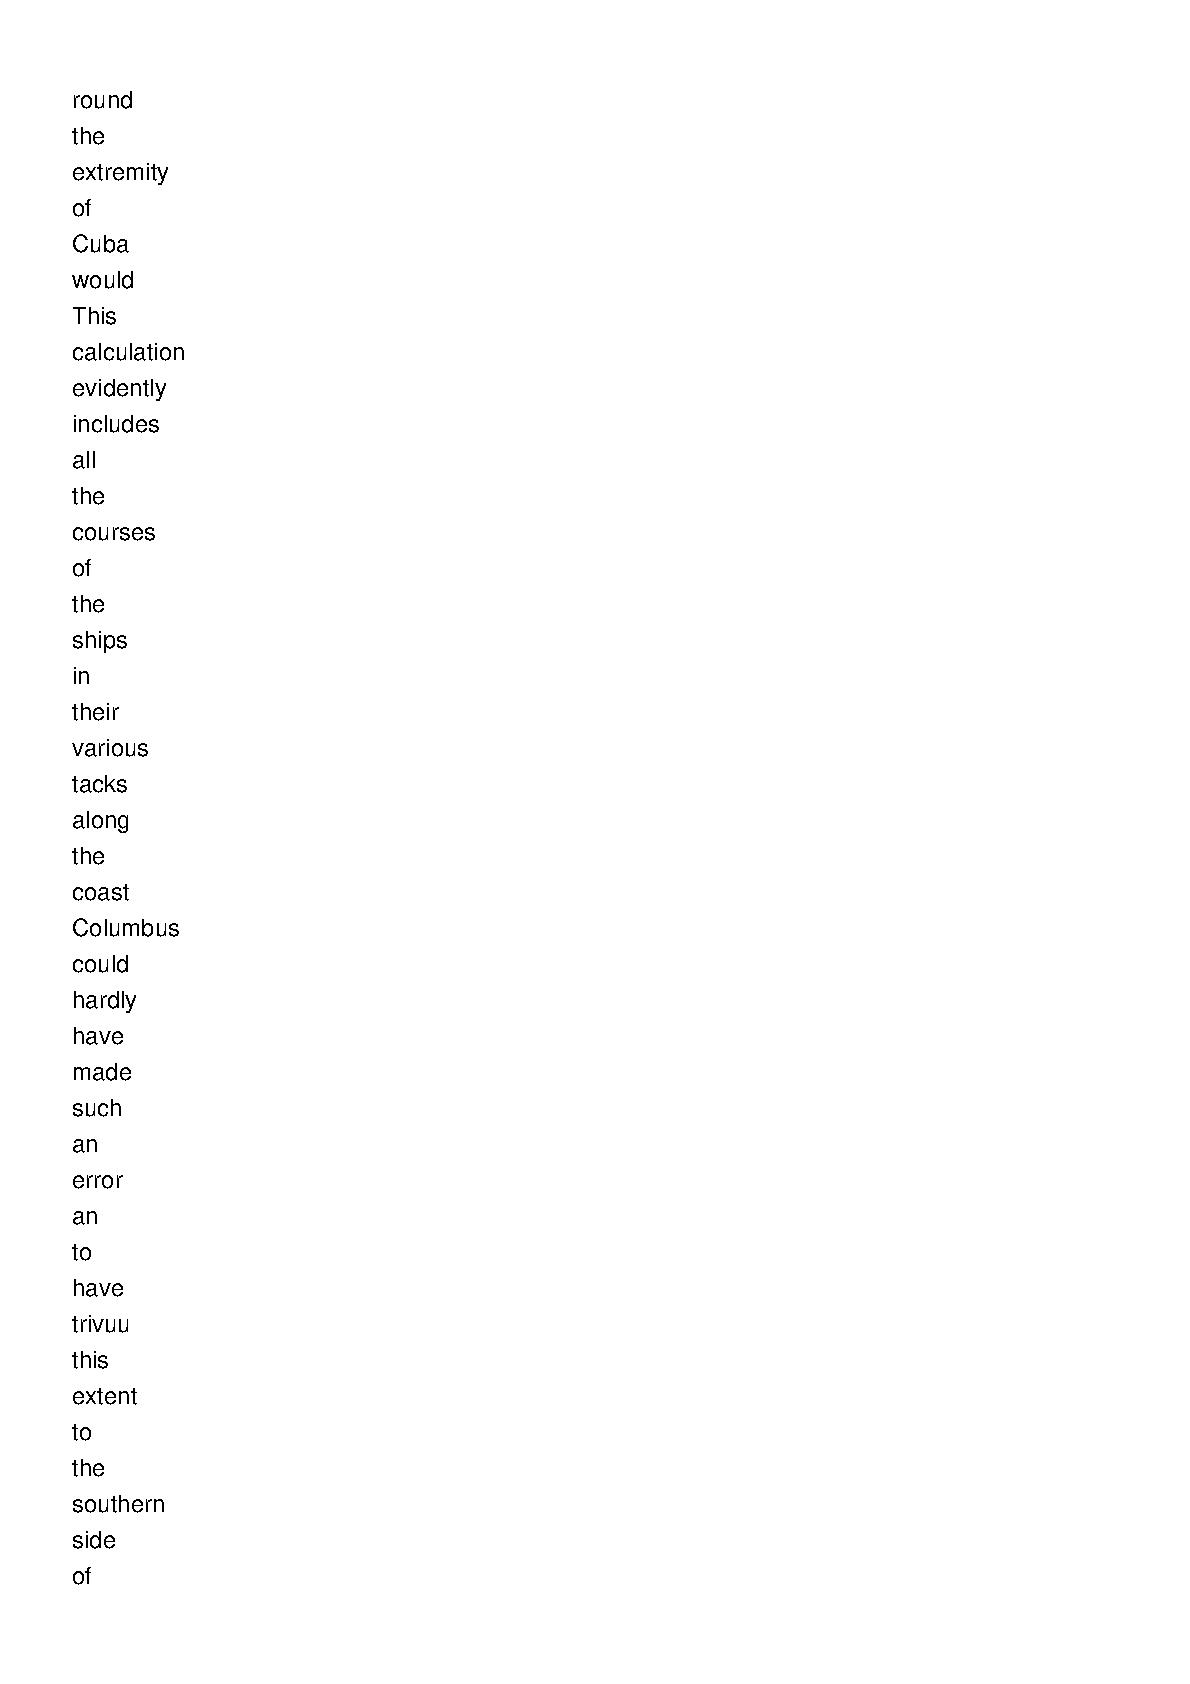 round
the
extremity
of
Cuba
would
This
calculation
evidently
includes
all
the
courses
of
the
ships
in
their
various
tacks
along
the
coast
Columbus
could
hardly
have
made
such
an
error
an
to
have
trivuu
this
extent
to
the
southern
side
of